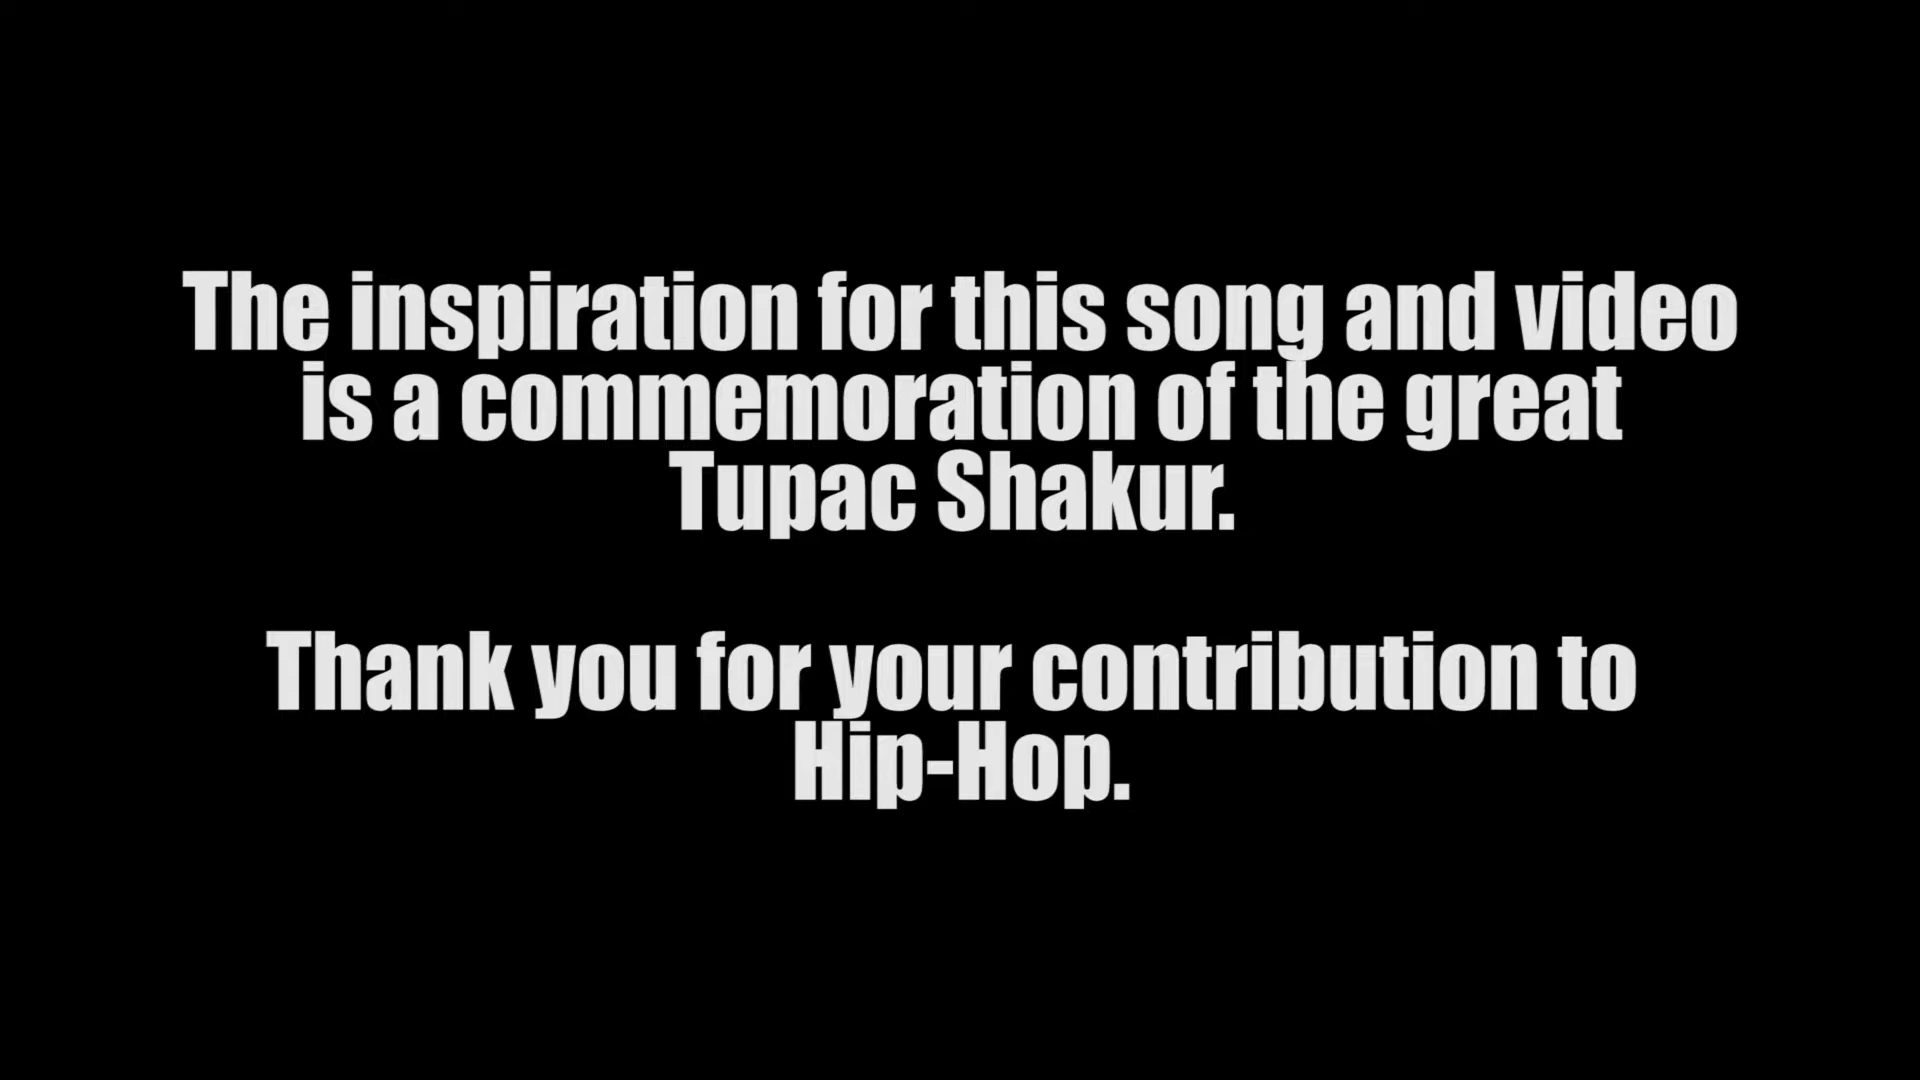 The inspiration for this song and video
is a commemoration of the great
Tupac Shakur.
Thank you for your contribution to
Hip-Hop.